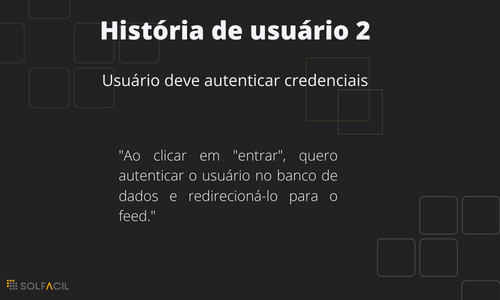 História de usuário 2
Usuário deve autenticar credenciais
"Ao clicar em "entrar", quero
autenticar o usuário no banco de
dados e redirecioná-lo para o
feed."
SOLFACIL